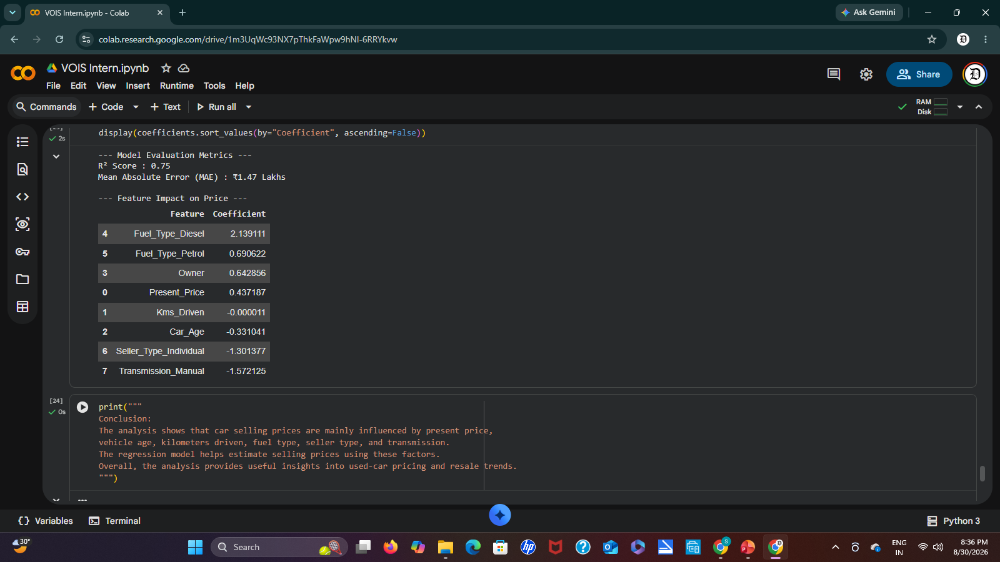 VOIS Intern.ipynb - Colab
Ask Gemini
colab.research.google.com/drive/1m3UqWc93NX7pThkFaWpw9hNI-6RRYkvw
VOIS Intern.ipynb
File Edit View Insert Runtime Tools Help
Share
Commands + Code + Text Run all
RAM
Disk
2s
display(coefficients.sort_values(by="Coefficient", ascending=False))
--- Model Evaluation Metrics ---
R² Score : 0.75
Mean Absolute Error (MAE) : ₹1.47 Lakhs
--- Feature Impact on Price ---
Feature Coefficient
4 Fuel_Type_Diesel 2.139111
5 Fuel_Type_Petrol 0.690622
3 Owner 0.642856
0 Present_Price 0.437187
1 Kms_Driven -0.000011
2 Car_Age -0.331041
6 Seller_Type_Individual -1.301377
7 Transmission_Manual -1.572125
[24]
0s
print("""
Conclusion:
The analysis shows that car selling prices are mainly influenced by present price,
vehicle age, kilometers driven, fuel type, seller type, and transmission.
The regression model helps estimate selling prices using these factors.
Overall, the analysis provides useful insights into used-car pricing and resale trends.
""")
Variables Terminal
Python 3
30°
Search
ENG
IN
8:36 PM
8/30/2026